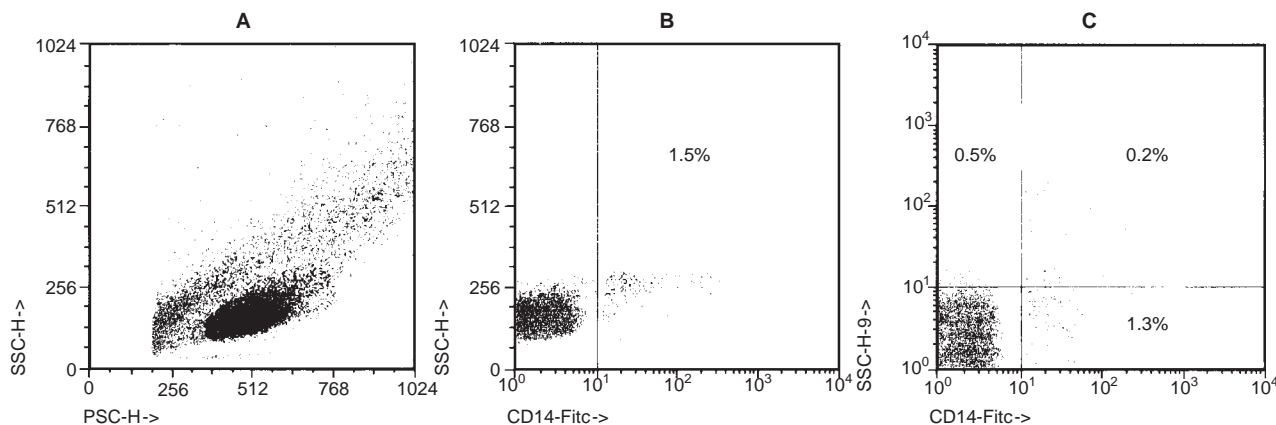 A
1024
768
512
256
0
SSC-H->
0 256 512 768 1024
PSC-H->
B
1024
768
512
256
0
SSC-H->
1.5%
10^0 10^1 10^2 10^3 10^4
CD14-Fitc->
C
10^4
10^3
10^2
10^1
10^0
SSC-H-9->
0.5%
0.2%
1.3%
10^0 10^1 10^2 10^3 10^4
CD14-Fitc->